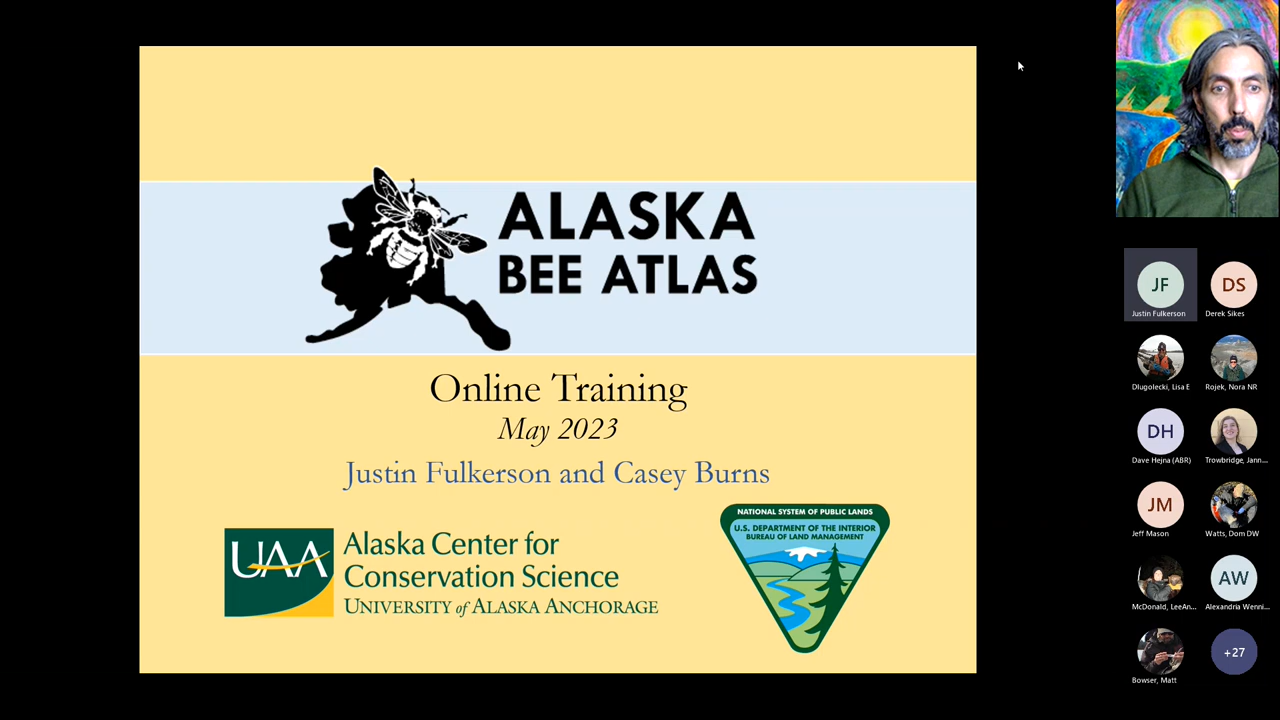 ALASKA
BEE ATLAS
Online Training
May 2023
Justin Fulkerson and Casey Burns
UAA
Alaska Center for
Conservation Science
UNIVERSITY of ALASKA ANCHORAGE
NATIONAL SYSTEM OF PUBLIC LANDS
U.S. DEPARTMENT OF THE INTERIOR
BUREAU OF LAND MANAGEMENT
JF
DS
Justin Fulkerson
Derek Sikes
Dlugolecki, Lisa E
Rojek, Nora NR
DH
Dave Hejna (ABR)
Trowbridge, Jann...
JM
Jeff Mason
Watts, Dom DW
AW
McDonald, LeeAn...
Alexandria Wenni...
+27
Bowser, Matt